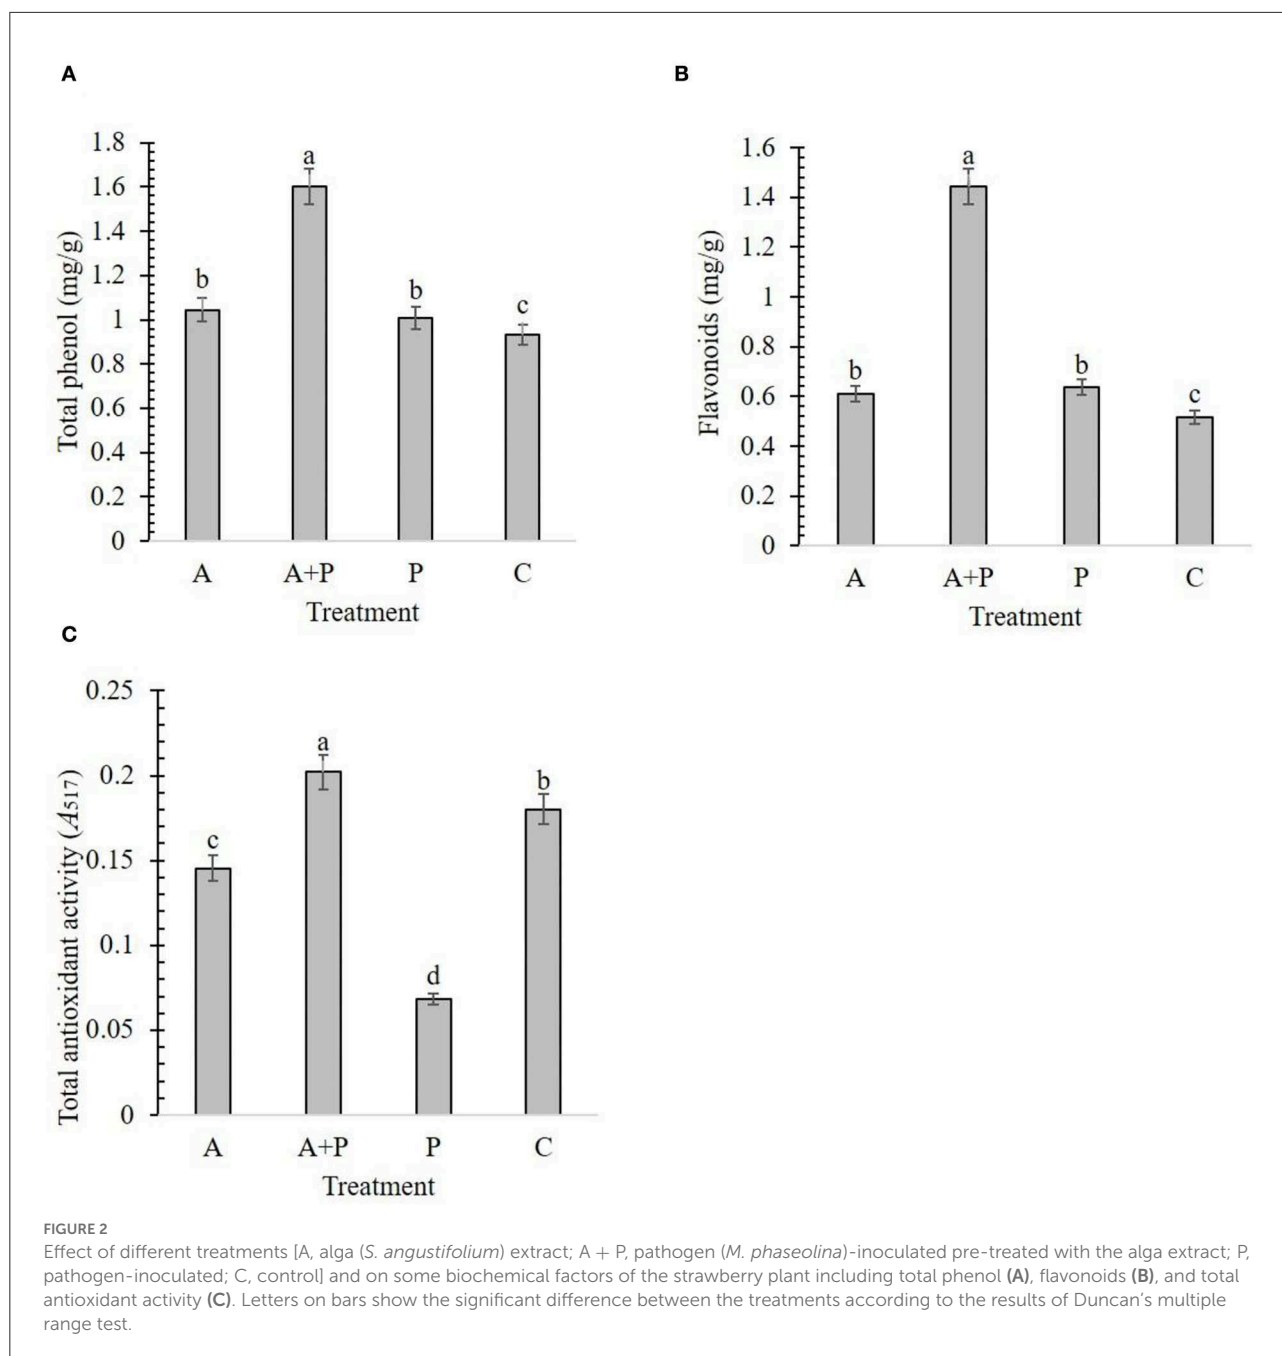 A
1.8
1.6
1.4
1.2
1
0.8
0.6
0.4
0.2
0
Total phenol (mg/g)
b
a
b
c
A A+P P C
Treatment
B
1.6
1.4
1.2
1
0.8
0.6
0.4
0.2
0
Flavonoids (mg/g)
b
a
b
c
A A+P P C
Treatment
C
0.25
0.2
0.15
0.1
0.05
0
Total antioxidant activity (A517)
c
a
d
b
A A+P P C
Treatment
FIGURE 2
Effect of different treatments [A, alga (S. angustifolium) extract; A + P, pathogen (M. phaseolina)-inoculated pre-treated with the alga extract; P,
pathogen-inoculated; C, control] and on some biochemical factors of the strawberry plant including total phenol (A), flavonoids (B), and total
antioxidant activity (C). Letters on bars show the significant difference between the treatments according to the results of Duncan's multiple
range test.